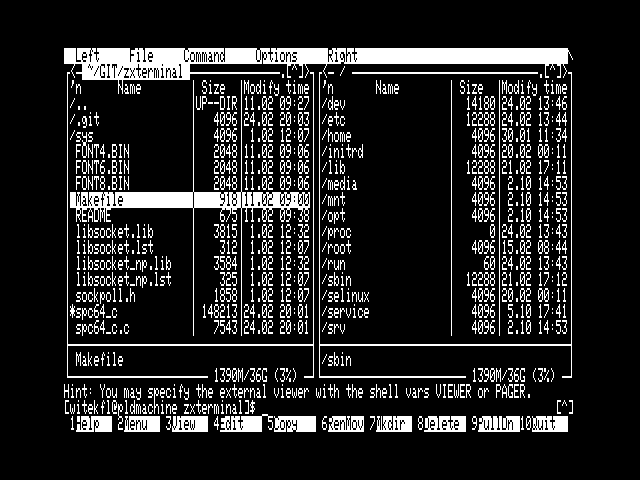 Left File Command Options Right
<- ~/GIT/zxterminal .[^]> <- / .[^]>
'n Name Size Modify time 'n Name Size Modify time
/.. UP--DIR 11.02 09:27 /dev 14180 24.02 13:46
/.git 4096 24.02 20:03 /etc 12288 24.02 13:44
/sys 4096 1.02 12:07 /home 4096 30.01 11:34
FONT4.BIN 2048 11.02 09:06 /initrd 4096 20.02 00:11
FONT6.BIN 2048 11.02 09:06 /lib 12288 21.02 17:11
FONT8.BIN 2048 11.02 09:06 /media 4096 2.10 14:53
Makefile 918 11.02 09:00 /mnt 4096 2.10 14:53
README 675 11.02 09:38 /opt 4096 2.10 14:53
libsocket.lib 3815 1.02 12:32 /proc 0 24.02 13:43
libsocket.lst 312 1.02 12:07 /root 4096 15.02 08:44
libsocket_np.lib 3584 1.02 12:32 /run 60 24.02 13:43
libsocket_np.lst 325 1.02 12:07 /sbin 12288 21.02 17:12
sockpoll.h 1858 1.02 12:07 /selinux 4096 20.02 00:11
*spc64_c 148213 24.02 20:01 /service 4096 5.10 17:41
spc64_c.c 7543 24.02 20:01 /srv 4096 2.10 14:53
Makefile /sbin
1390M/36G (3%) 1390M/36G (3%)
Hint: You may specify the external viewer with the shell vars VIEWER or PAGER.
[witekfl@pldmachine zxterminal]$ [^]
1Help 2Menu 3View 4Edit 5Copy 6RenMov 7Mkdir 8Delete 9PullDn 10Quit